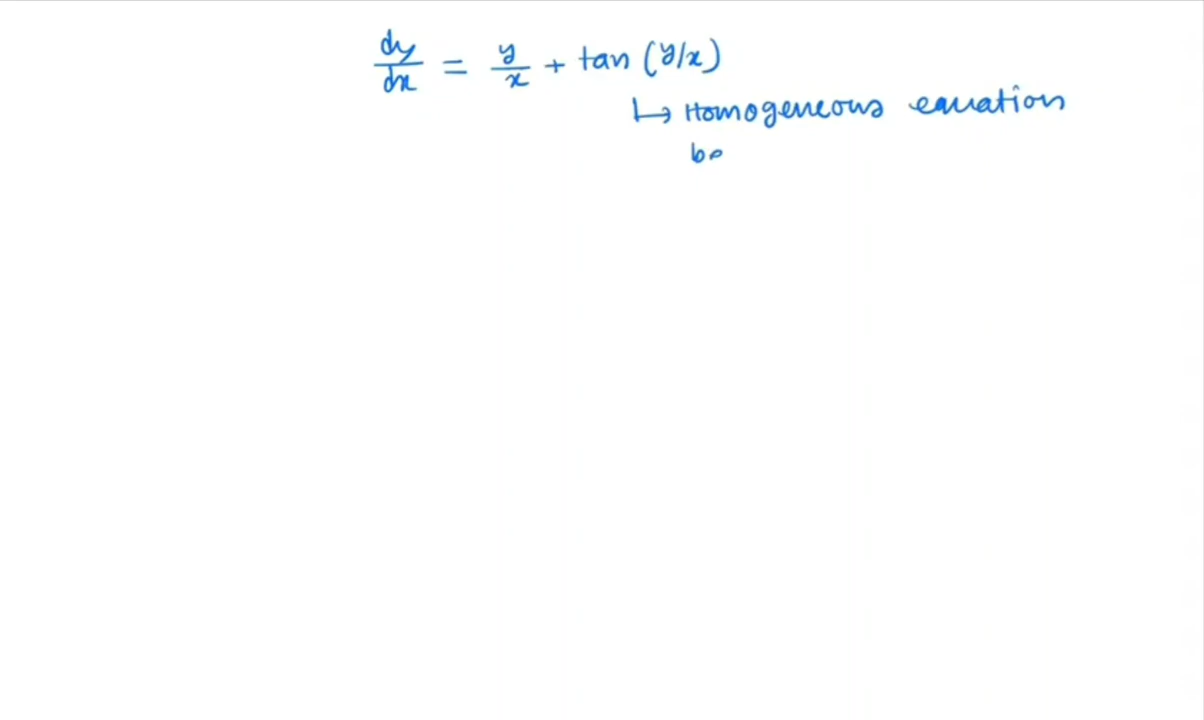 dy/dx = y/x + tan (y/x)
↳ Homogeneous equation